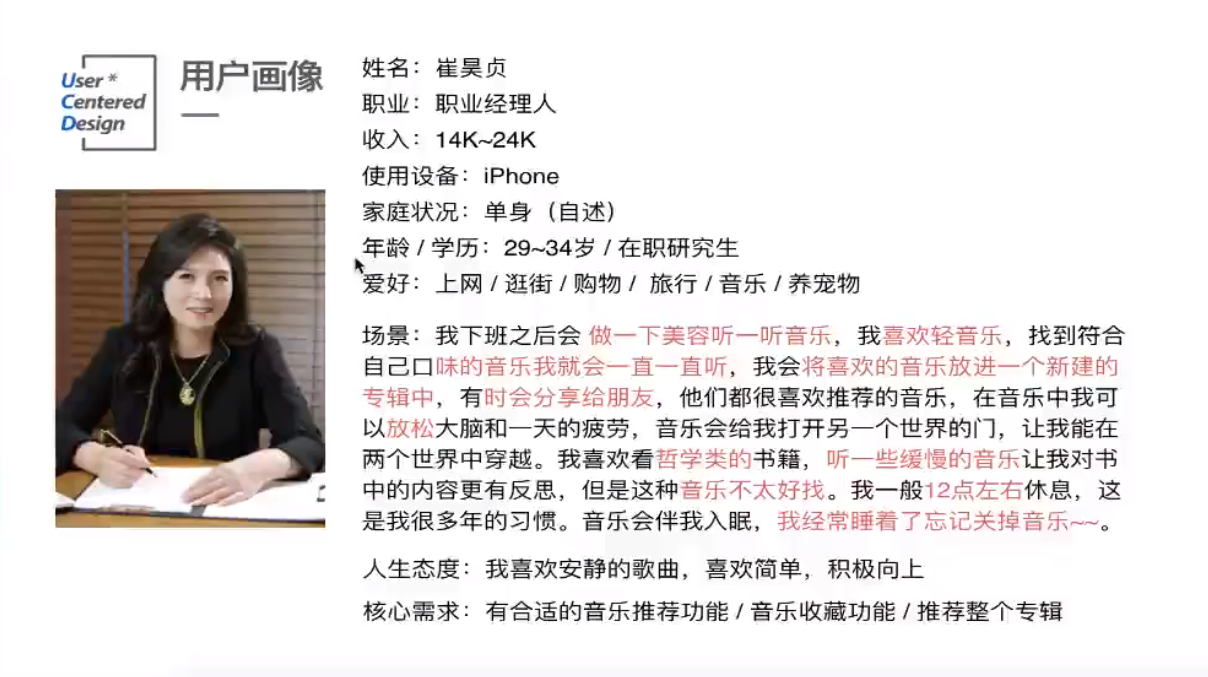 User *
Centered
Design
用户画像
姓名：崔昊贞
职业：职业经理人
收入：14K~24K
使用设备：iPhone
家庭状况：单身（自述）
年龄 / 学历：29~34岁 / 在职研究生
爱好：上网 / 逛街 / 购物 / 旅行 / 音乐 / 养宠物
场景：我下班之后会 做一下美容听一听音乐，我喜欢轻音乐，找到符合
自己口味的音乐我就会一直一直听，我会将喜欢的音乐放进一个新建的
专辑中，有时会分享给朋友，他们都很喜欢推荐的音乐，在音乐中我可
以放松大脑和一天的疲劳，音乐会给我打开另一个世界的门，让我能在
两个世界中穿越。我喜欢看哲学类的书籍，听一些缓慢的音乐让我对书
中的内容更有反思，但是这种音乐不太好找。我一般12点左右休息，这
是我很多年的习惯。音乐会伴我入眠，我经常睡着了忘记关掉音乐~~。
人生态度：我喜欢安静的歌曲，喜欢简单，积极向上
核心需求：有合适的音乐推荐功能 / 音乐收藏功能 / 推荐整个专辑